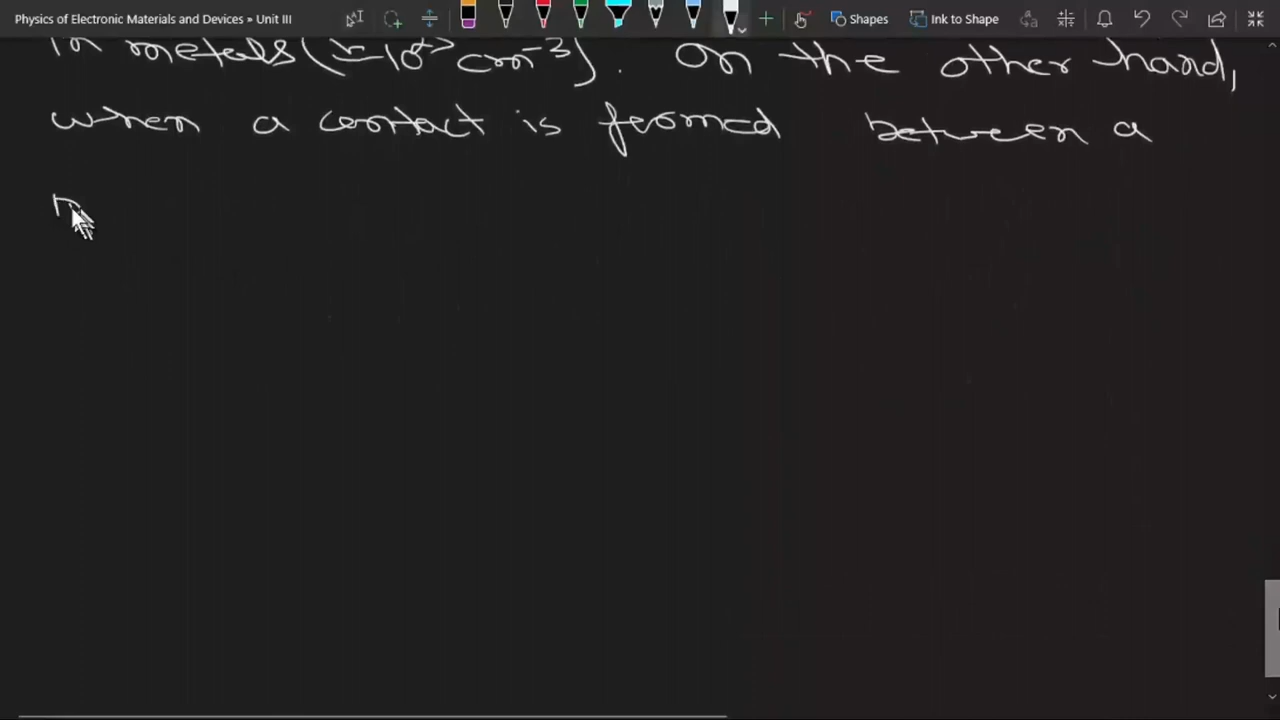 Physics of Electronic Materials and Devices » Unit III
Shapes
Ink to Shape
in metals (≃ 10 cm-3). On the other hand,
when a contact is formed between a